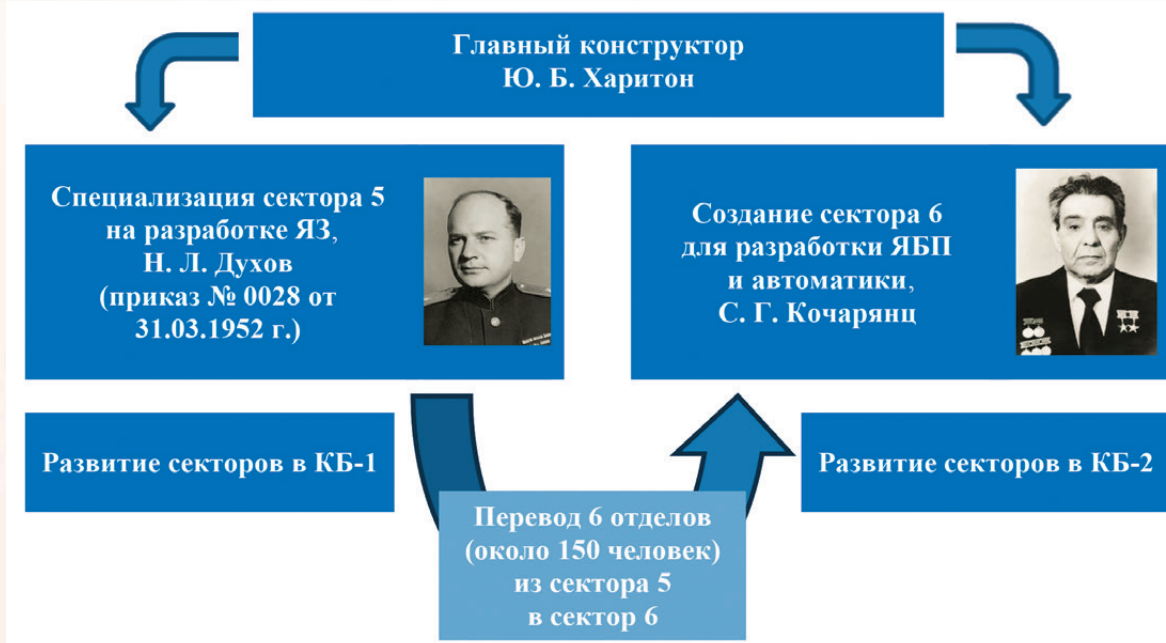 Главный конструктор
Ю. Б. Харитон
Специализация сектора 5
на разработке ЯЗ,
Н. Л. Духов
(приказ № 0028 от
31.03.1952 г.)
Создание сектора 6
для разработки ЯБП
и автоматики,
С. Г. Кочарянц
Развитие секторов в КБ-1
Развитие секторов в КБ-2
Перевод 6 отделов
(около 150 человек)
из сектора 5
в сектор 6